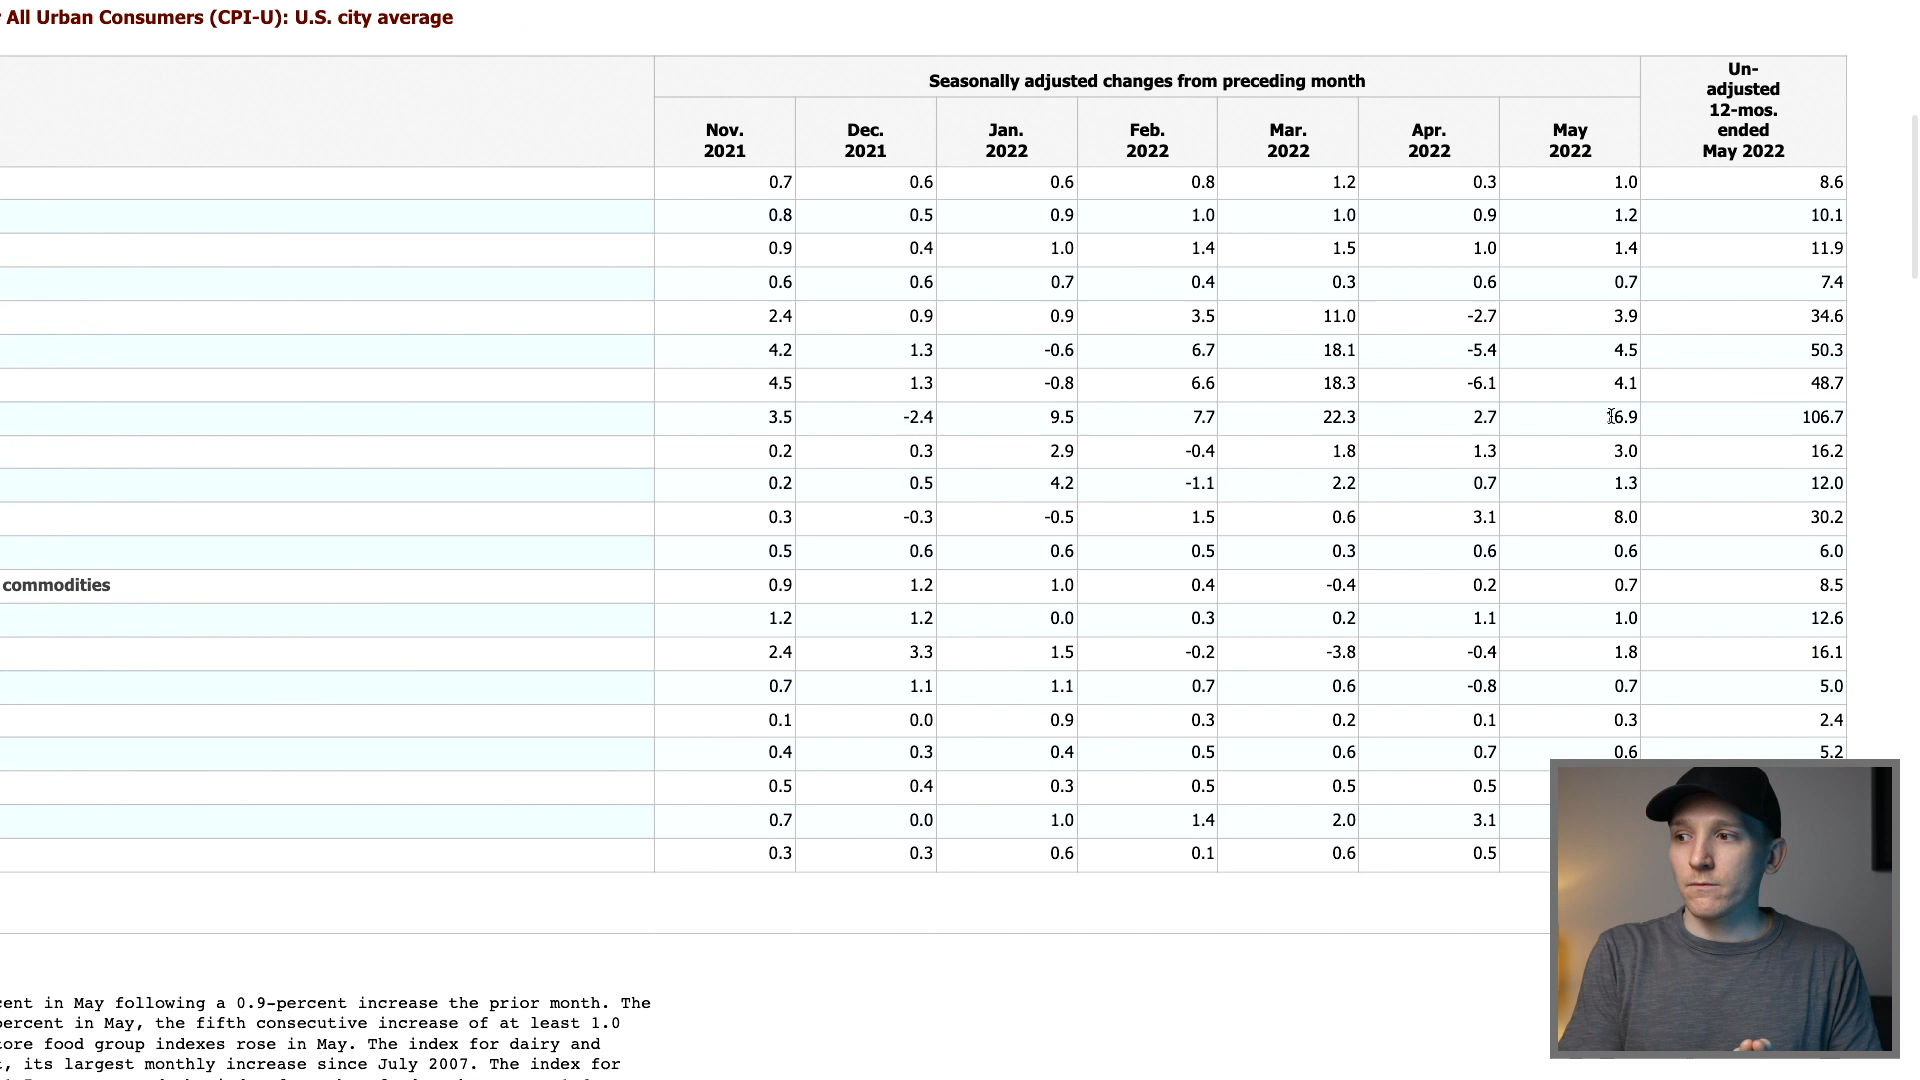 All Urban Consumers (CPI-U): U.S. city average
Seasonally adjusted changes from preceding month
Un-
adjusted
12-mos.
ended
May 2022
Nov. Dec. Jan. Feb. Mar. Apr. May
2021 2021 2022 2022 2022 2022 2022
0.7 0.6 0.6 0.8 1.2 0.3 1.0 8.6
0.8 0.5 0.9 1.0 1.0 0.9 1.2 10.1
0.9 0.4 1.0 1.4 1.5 1.0 1.4 11.9
0.6 0.6 0.7 0.4 0.3 0.6 0.7 7.4
2.4 0.9 0.9 3.5 11.0 -2.7 3.9 34.6
4.2 1.3 -0.6 6.7 18.1 -5.4 4.5 50.3
4.5 1.3 -0.8 6.6 18.3 -6.1 4.1 48.7
3.5 -2.4 9.5 7.7 22.3 2.7 106.7
0.2 0.3 2.9 -0.4 1.8 1.3 3.0 16.2
0.2 0.5 4.2 -1.1 2.2 0.7 1.3 12.0
0.3 -0.3 -0.5 1.5 0.6 3.1 8.0 30.2
0.5 0.6 0.6 0.5 0.3 0.6 0.6 6.0
commodities 0.9 1.2 1.0 0.4 -0.4 0.2 0.7 8.5
1.2 1.2 0.0 0.3 0.2 1.1 1.0 12.6
2.4 3.3 1.5 -0.2 -3.8 -0.4 1.8 16.1
0.7 1.1 1.1 0.7 0.6 -0.8 0.7 5.0
0.1 0.0 0.9 0.3 0.2 0.1 0.3 2.4
0.4 0.3 0.4 0.5 0.6 0.7 0.6 5.2
0.5 0.4 0.3 0.5 0.5 0.5
0.7 0.0 1.0 1.4 2.0 3.1
0.3 0.3 0.6 0.1 0.6 0.5
cent in May following a 0.9-percent increase the prior month. The
percent in May, the fifth consecutive increase of at least 1.0
ore food group indexes rose in May. The index for dairy and
, its largest monthly increase since July 2007. The index for